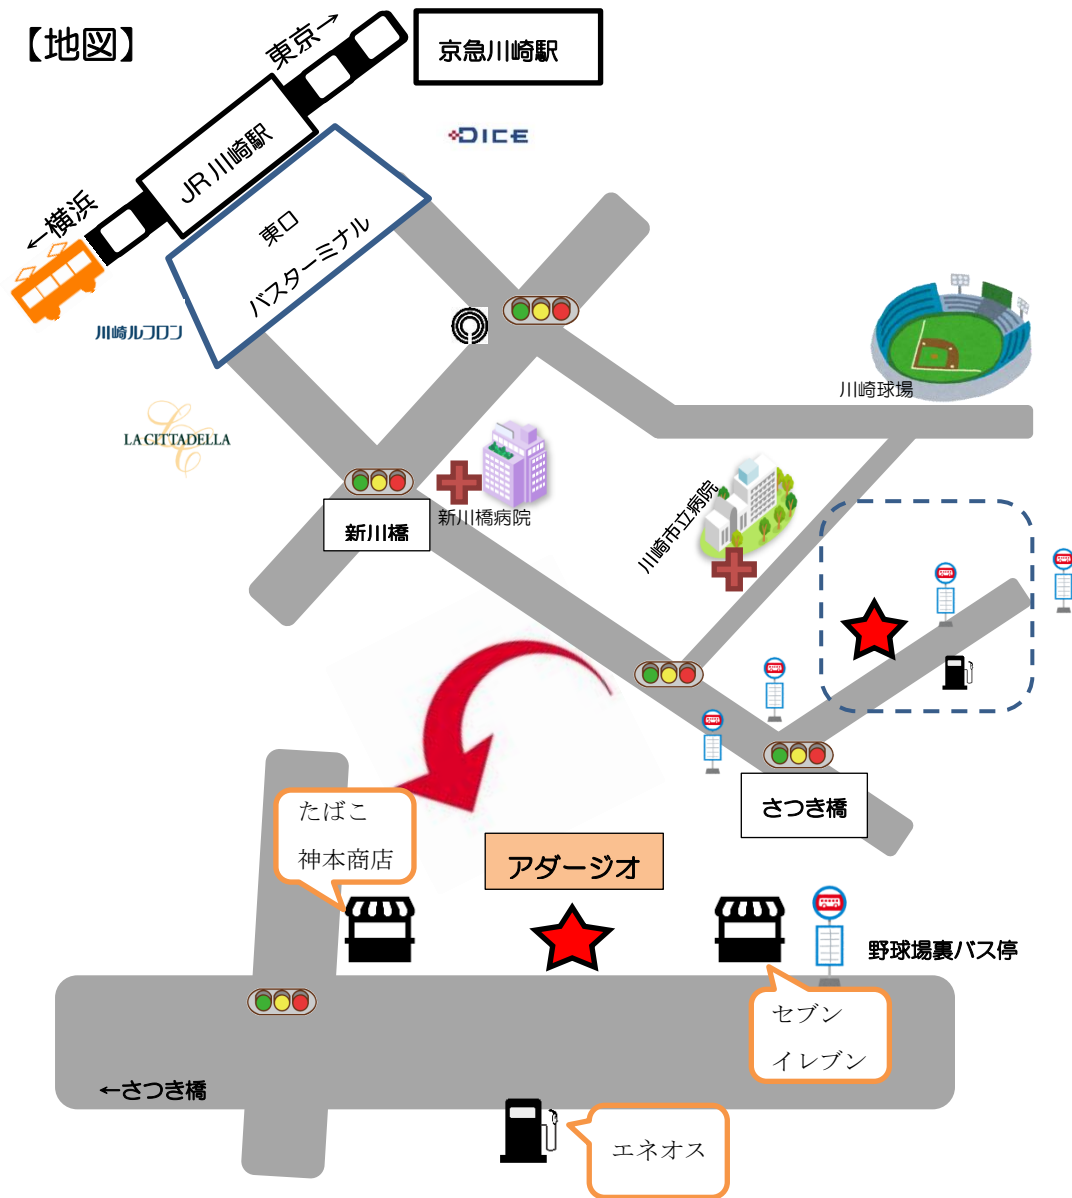 【地図】
東京→
京急川崎駅
DICE
JR川崎駅
←横浜
東口
バスターミナル
川崎ルフロン
LA CITTADELLA
川崎球場
新川橋病院
新川橋
川崎市立病院
さつき橋
たばこ
神本商店
アダージオ
野球場裏バス停
セブン
イレブン
←さつき橋
エネオス